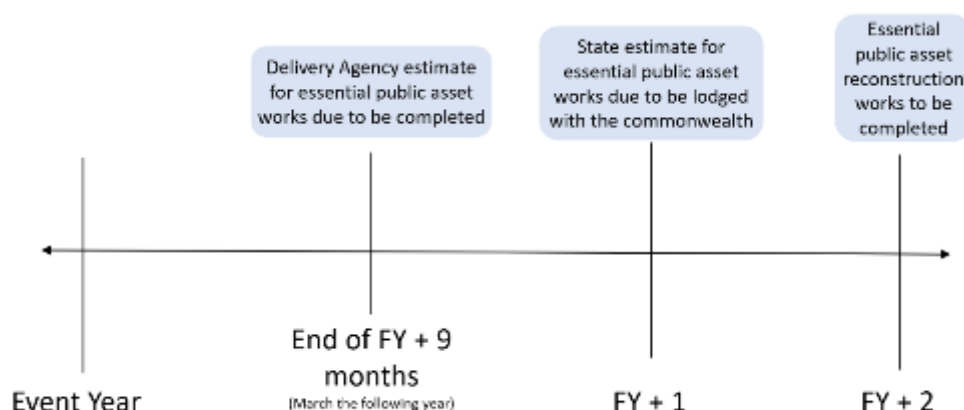 Delivery Agency estimate
for essential public asset
works due to be completed
State estimate for
essential public asset
works due to be lodged
with the commonwealth
Essential
public asset
reconstruction
works to be
completed
Event Year
End of FY + 9
months
(March the following year)
FY + 1
FY + 2